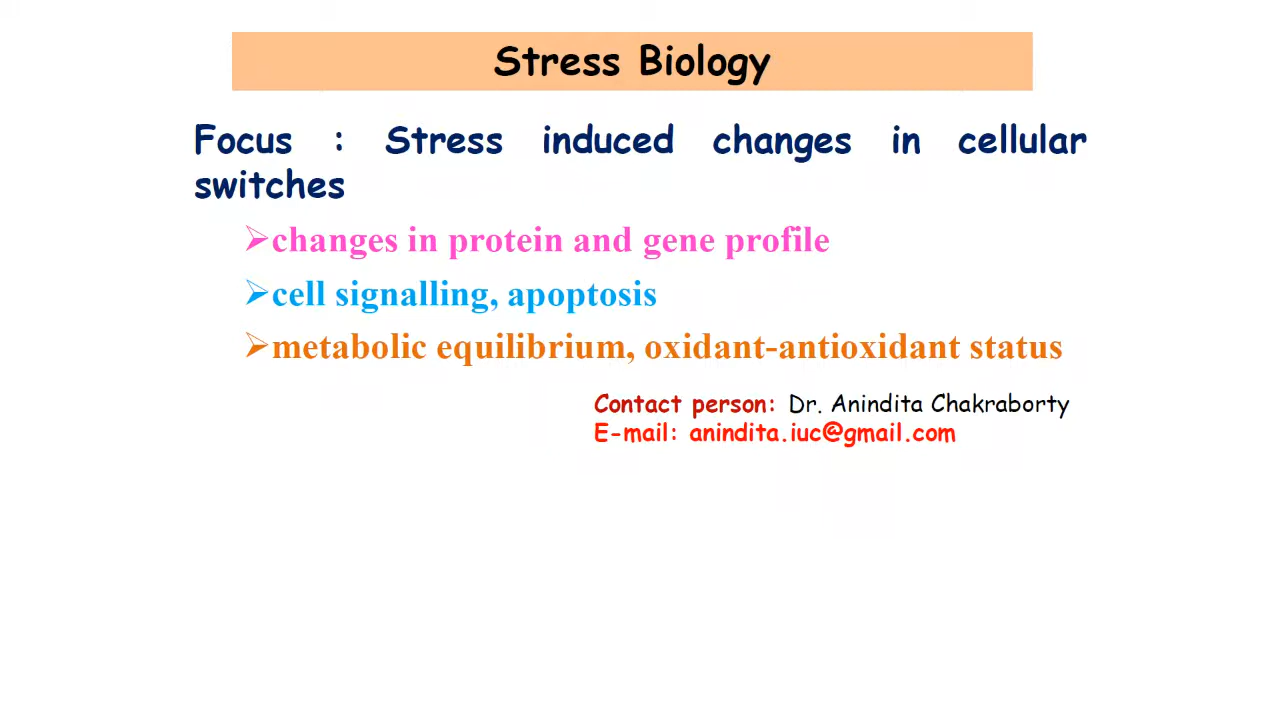 Stress Biology
Focus : Stress induced changes in cellular
switches
➢changes in protein and gene profile
➢cell signalling, apoptosis
➢metabolic equilibrium, oxidant-antioxidant status
Contact person: Dr. Anindita Chakraborty
E-mail: anindita.iuc@gmail.com